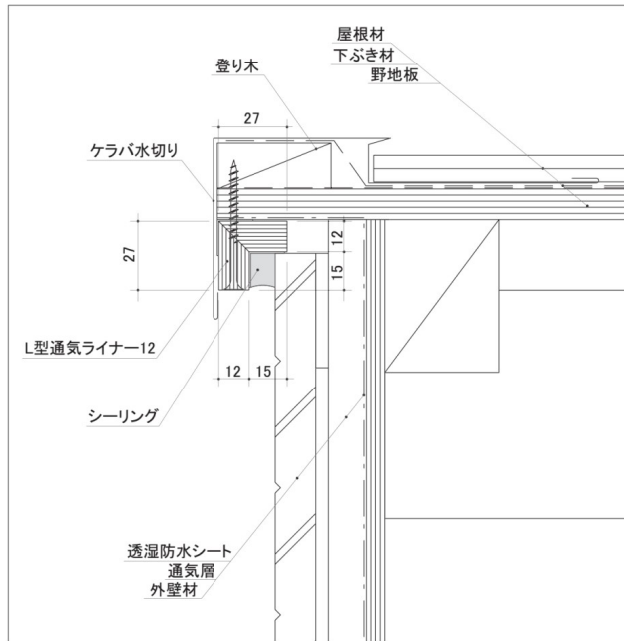 屋根材
下ぶき材
野地板
登り木
27
ケラバ水切り
27
12
15
L型通気ライナー12
12
15
シーリング
透湿防水シート
通気層
外壁材